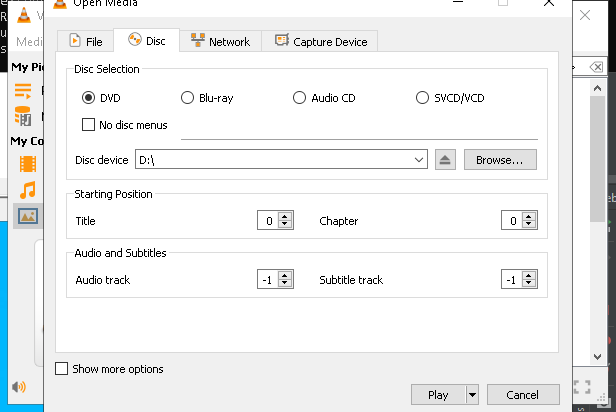 Open Media
Medi
My Pi
My Co
File
Disc
Network
Capture Device
Disc Selection
DVD
Blu-ray
Audio CD
SVCD/VCD
No disc menus
Disc device
D:\
Browse...
Starting Position
Title
0
Chapter
0
Audio and Subtitles
Audio track
-1
Subtitle track
-1
Show more options
Play
Cancel